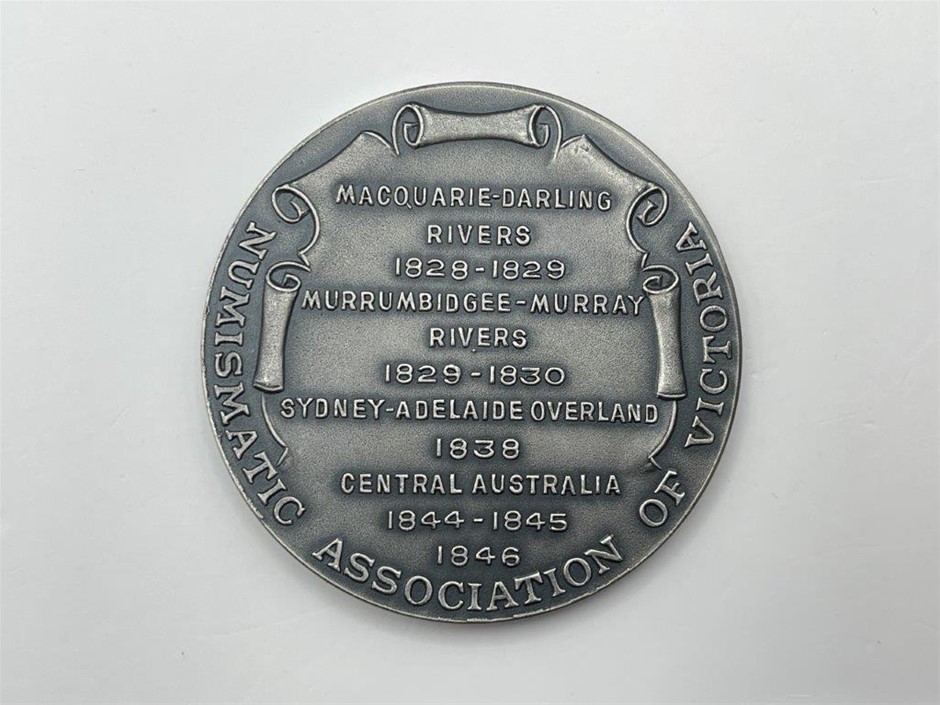 MACQUARIE-DARLING
RIVERS
1828-1829
MURRUMBIDGEE-MURRAY
RIVERS
1829-1830
SYDNEY-ADELAIDE OVERLAND
1838
CENTRAL AUSTRALIA
1844-1845
1846
NUMISMATIC ASSOCIATION OF VICTORIA